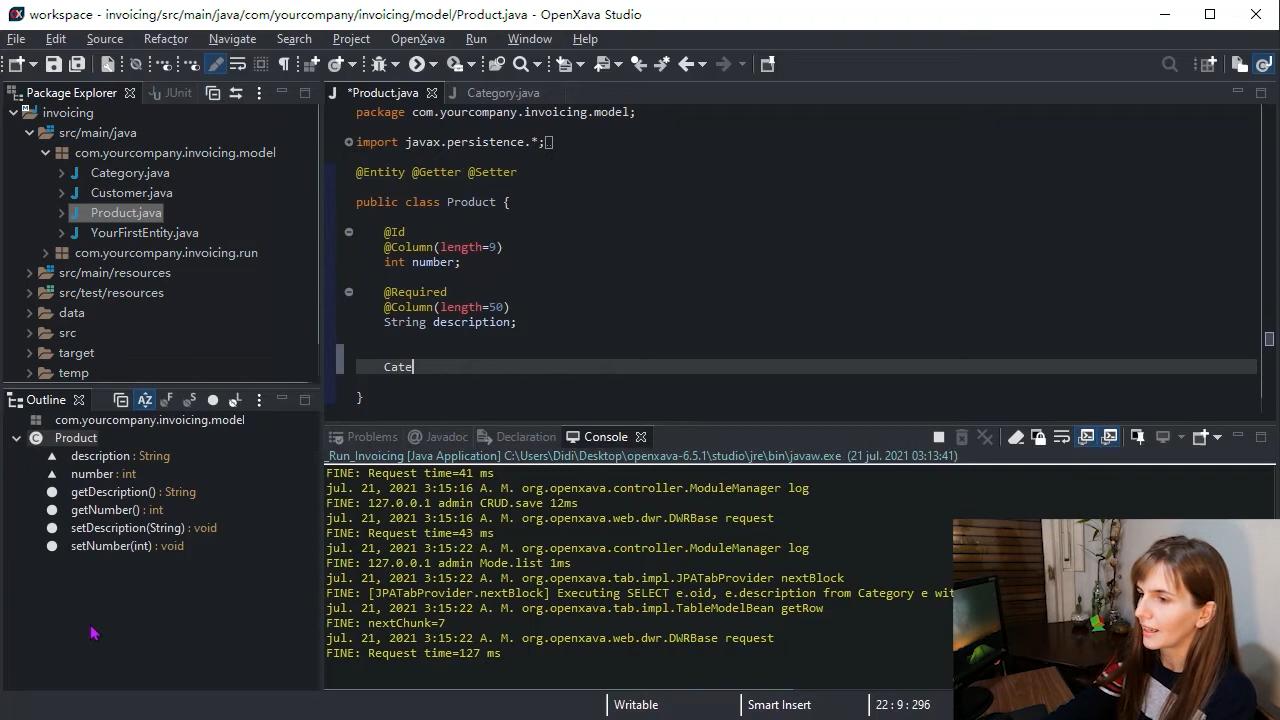 workspace - invoicing/src/main/java/com/yourcompany/invoicing/model/Product.java - OpenXava Studio
File Edit Source Refactor Navigate Search Project OpenXava Run Window Help
Package Explorer JUnit
invoicing
src/main/java
com.yourcompany.invoicing.model
Category.java
Customer.java
Product.java
YourFirstEntity.java
com.yourcompany.invoicing.run
src/main/resources
src/test/resources
data
src
target
temp
Outline
com.yourcompany.invoicing.model
Product
description : String
number : int
getDescription() : String
getNumber() : int
setDescription(String) : void
setNumber(int) : void
*Product.java Category.java
package com.yourcompany.invoicing.model;
import javax.persistence.*;
@Entity @Getter @Setter
public class Product {
@Id
@Column(length=9)
int number;
@Required
@Column(length=50)
String description;
Cate
}
Problems Javadoc Declaration Console
_Run_Invoicing [Java Application] C:\Users\Didi\Desktop\openxava-6.5.1\studio\jre\bin\javaw.exe (21 jul. 2021 03:13:41)
FINE: Request time=41 ms
jul. 21, 2021 3:15:16 A. M. org.openxava.controller.ModuleManager log
FINE: 127.0.0.1 admin CRUD.save 12ms
jul. 21, 2021 3:15:16 A. M. org.openxava.web.dwr.DWRBase request
FINE: Request time=43 ms
jul. 21, 2021 3:15:22 A. M. org.openxava.controller.ModuleManager log
FINE: 127.0.0.1 admin Mode.list 1ms
jul. 21, 2021 3:15:22 A. M. org.openxava.tab.impl.JPATabProvider nextBlock
FINE: [JPATabProvider.nextBlock] Executing SELECT e.oid, e.description from Category e wit
jul. 21, 2021 3:15:22 A. M. org.openxava.tab.impl.TableModelBean getRow
FINE: nextChunk=7
jul. 21, 2021 3:15:22 A. M. org.openxava.web.dwr.DWRBase request
FINE: Request time=127 ms
Writable Smart Insert 22 : 9 : 296